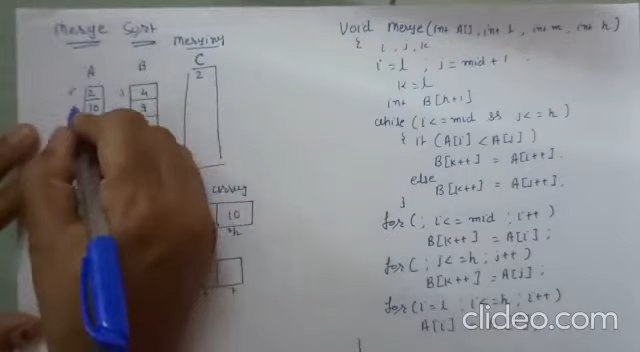 Merge Sort
Merging
A B C
i 2 j 4 2
10 9
array
10
h
void merge(int A[], int l, int m, int h)
{ i, j, k
i = l, j = mid + 1
k = l
int B[h+1]
while (i <= mid && j <= h)
{ if (A[i] < A[j])
B[k++] = A[i++].
else
B[k++] = A[j++].
}
for( ; i <= mid ; i++)
B[k++] = A[i];
for( ; j <= h ; j++)
B[k++] = A[j];
for(i = l ; i <= h ; i++)
A[i]
clideo.com